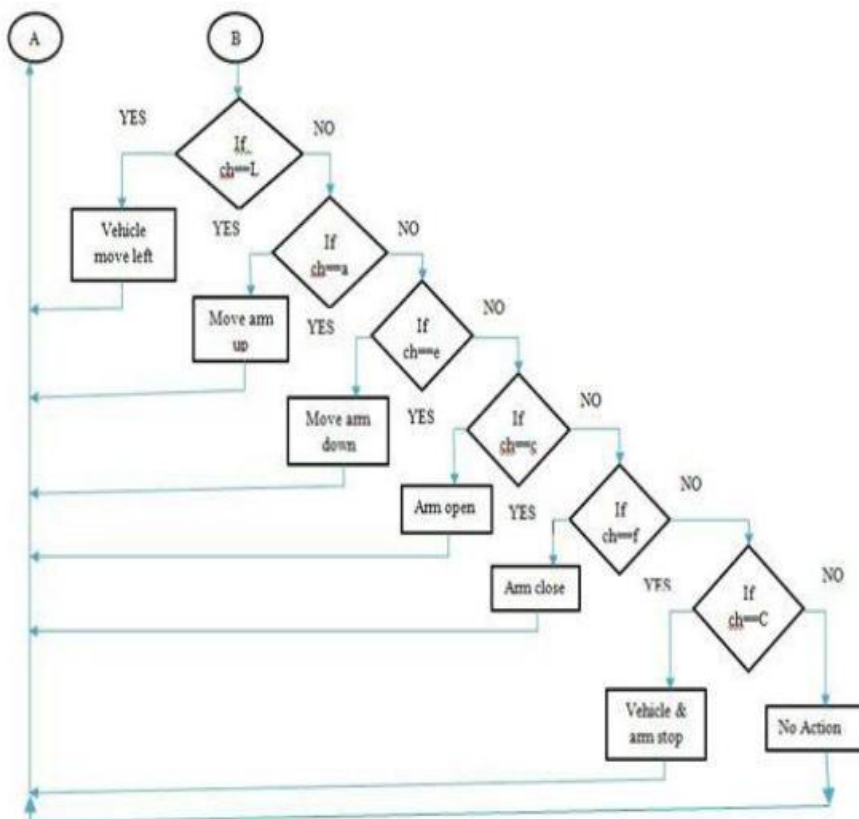 A
B
YES
NO
If
ch==L
Vehicle
move left
YES
NO
If
ch==a
Move arm
up
YES
NO
If
ch==e
Move arm
down
YES
NO
If
ch==c
Arm open
YES
NO
If
ch==f
Arm close
YES
NO
If
ch==C
Vehicle &
arm stop
No Action